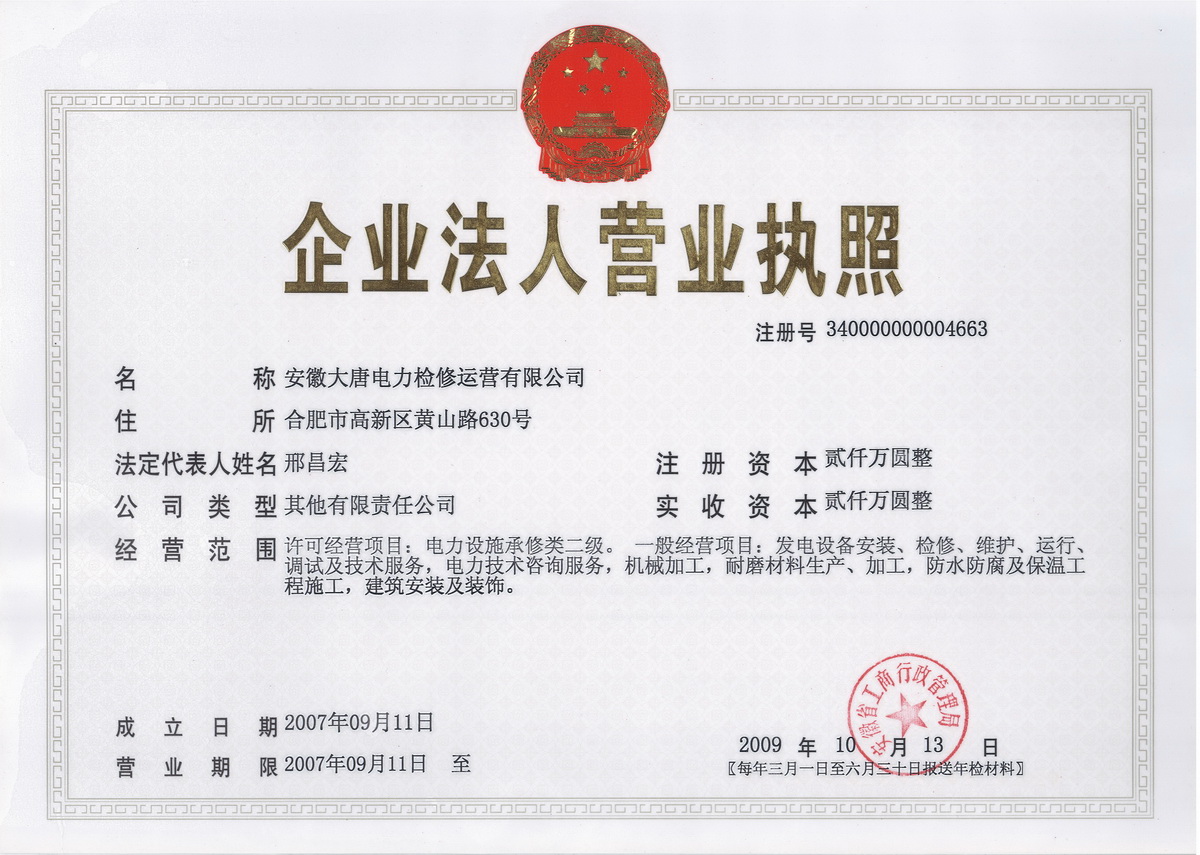 企业法人营业执照
注册号 340000000004663
名称 安徽大唐电力检修运营有限公司
住所 合肥市高新区黄山路630号
法定代表人姓名 邢昌宏 注册资本 贰仟万圆整
公司类型 其他有限责任公司 实收资本 贰仟万圆整
经营范围 许可经营项目：电力设施承修类二级。 一般经营项目：发电设备安装、检修、维护、运行、
调试及技术服务，电力技术咨询服务，机械加工，耐磨材料生产、加工，防水防腐及保温工
程施工，建筑安装及装饰。
安徽省工商行政管理局
成立日期 2007年09月11日
2009 年 10 月 13 日
营业期限 2007年09月11日 至
〖每年三月一日至六月三十日报送年检材料〗